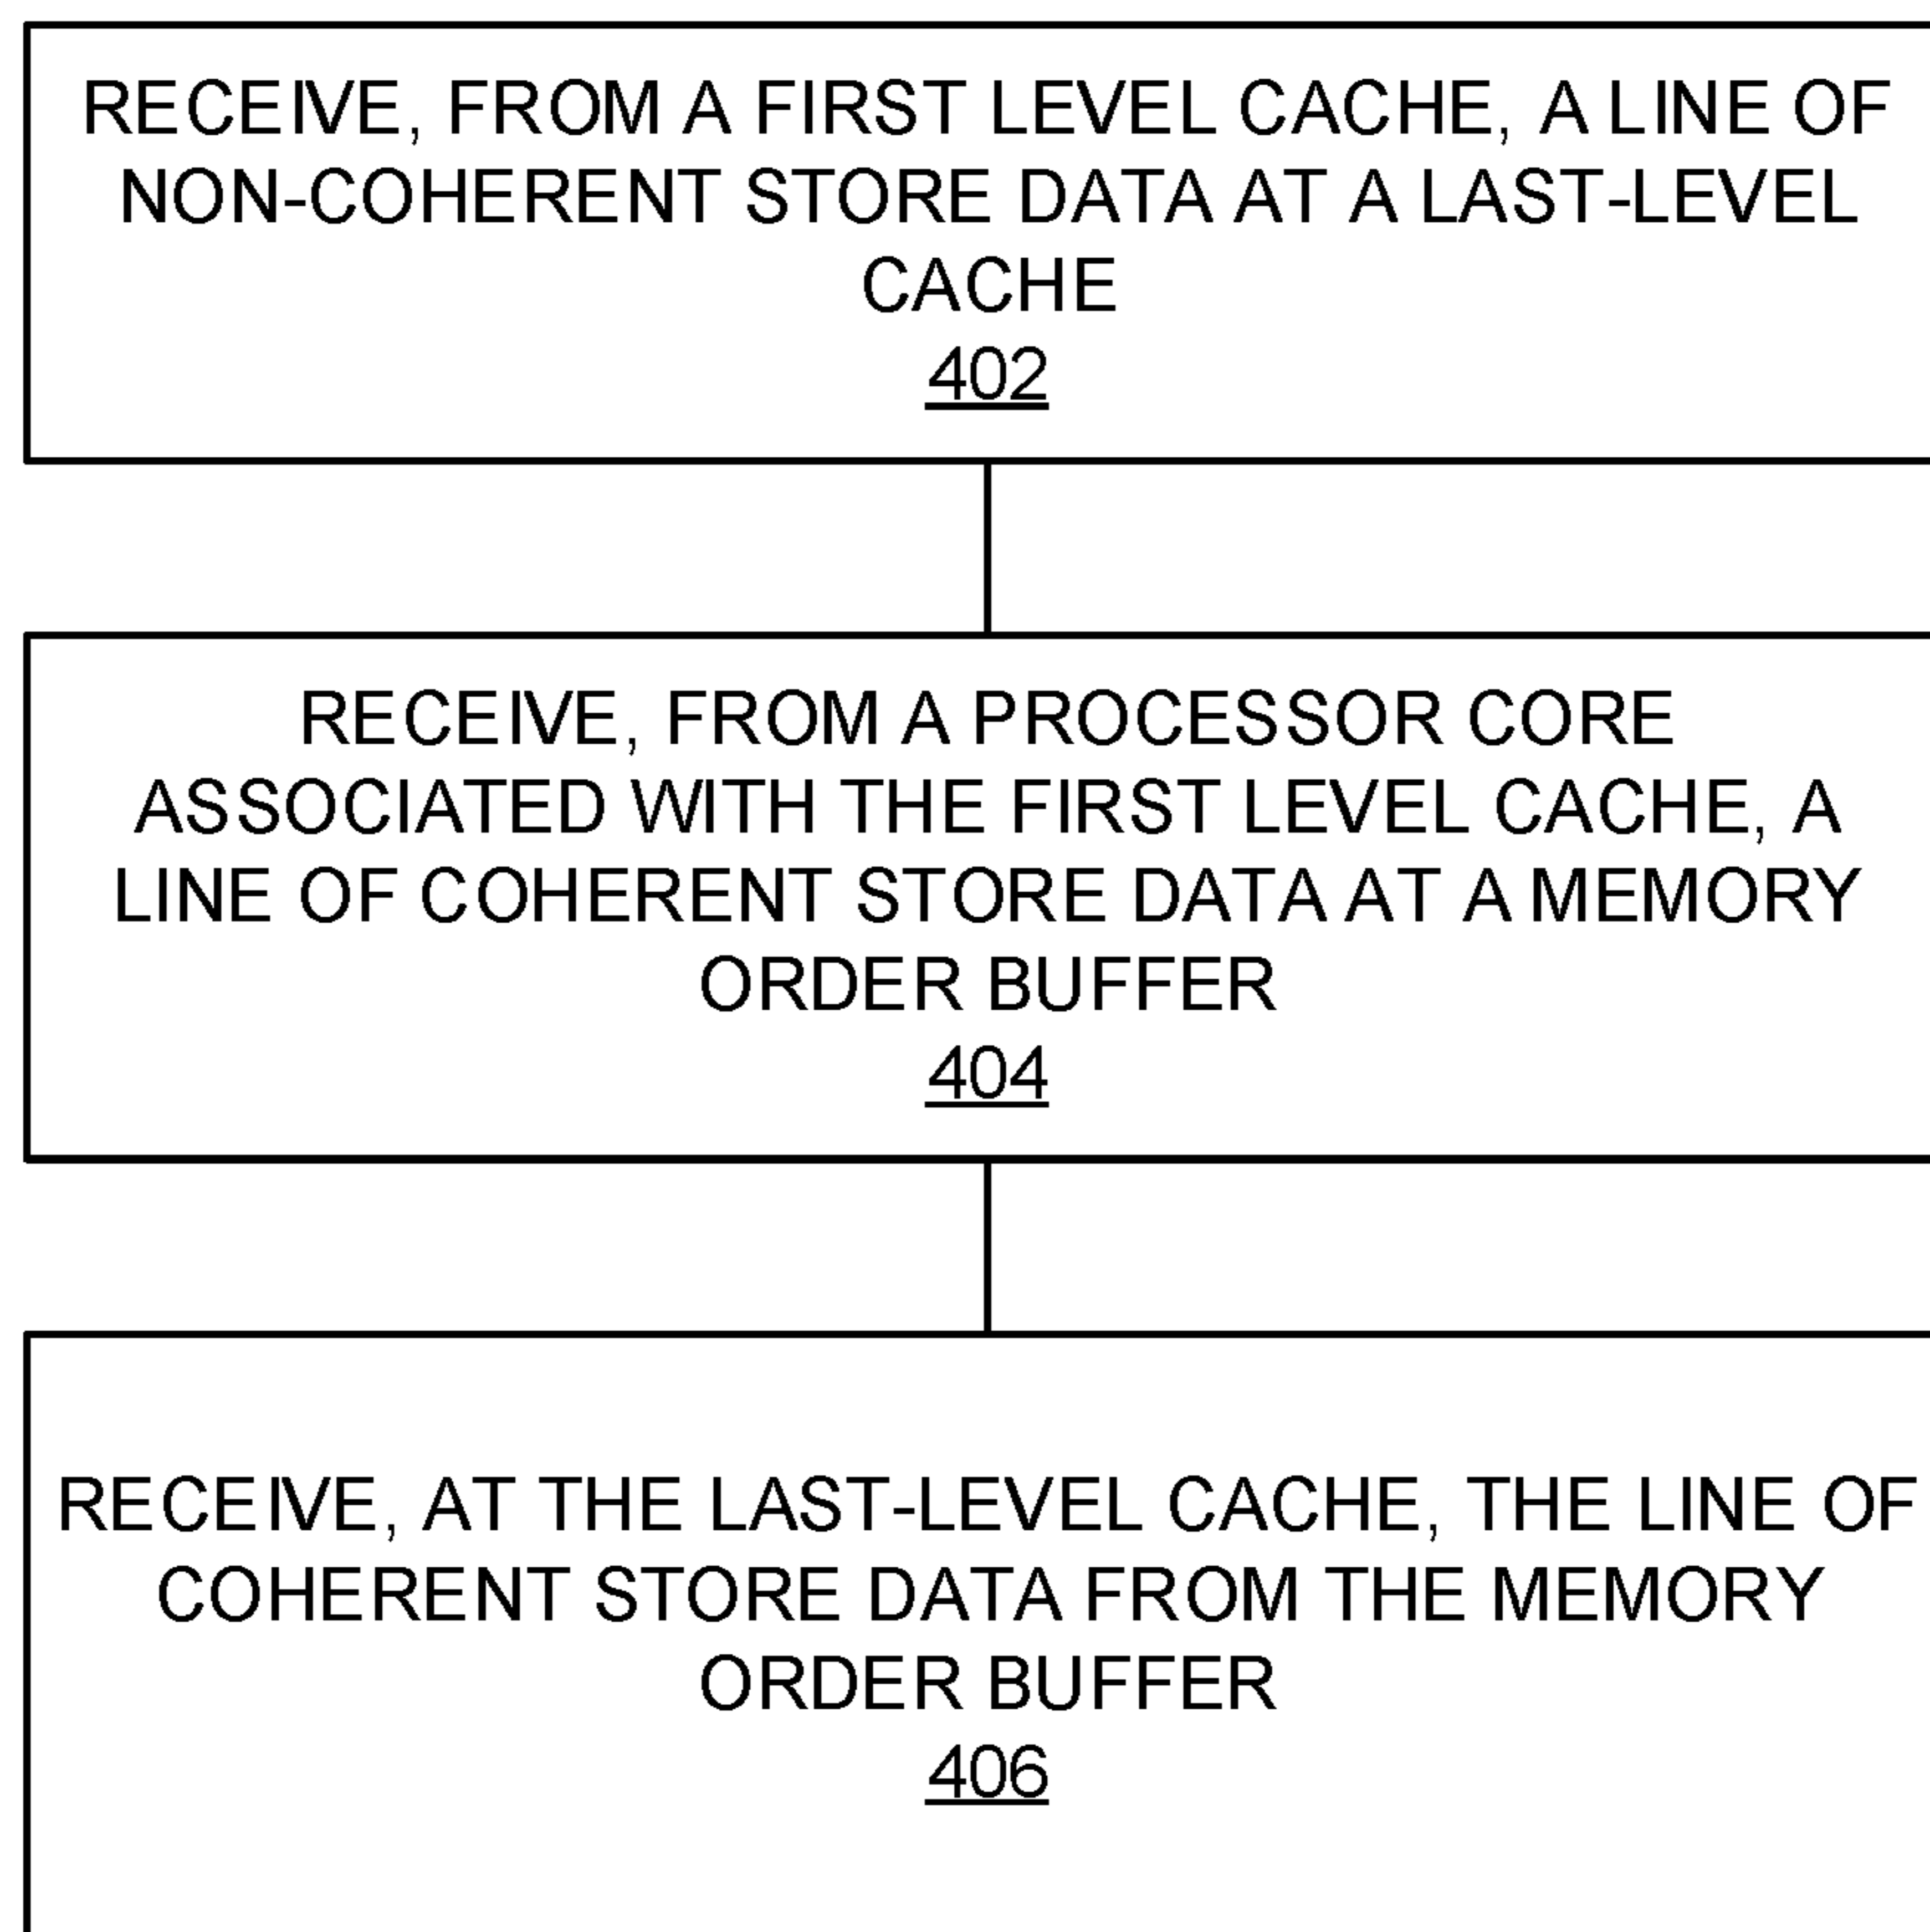 RECEIVE, FROM A FIRST LEVEL CACHE, A LINE OF
NON-COHERENT STORE DATA AT A LAST-LEVEL
CACHE
402
RECEIVE, FROM A PROCESSOR CORE
ASSOCIATED WITH THE FIRST LEVEL CACHE, A
LINE OF COHERENT STORE DATA AT A MEMORY
ORDER BUFFER
404
RECEIVE, AT THE LAST-LEVEL CACHE, THE LINE OF
COHERENT STORE DATA FROM THE MEMORY
ORDER BUFFER
406